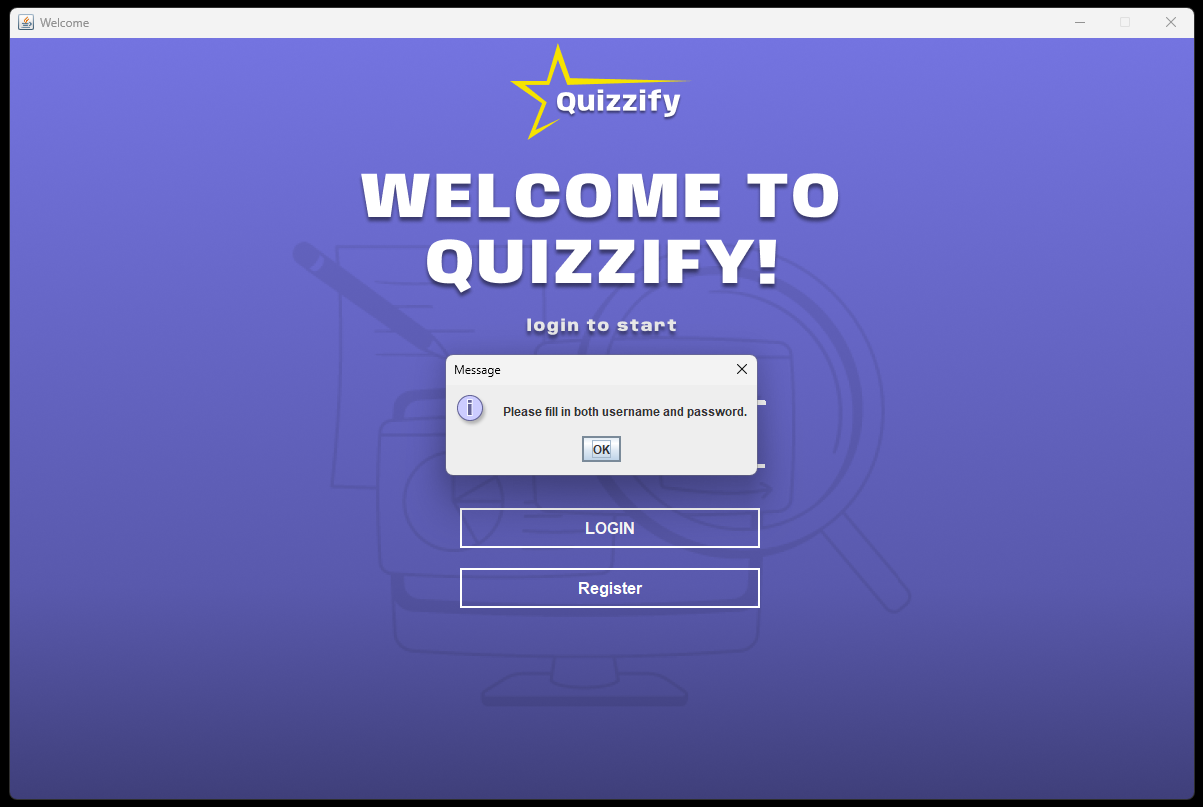 Welcome
Quizzify
WELCOME TO
QUIZZIFY!
login to start
Message
i
Please fill in both username and password.
OK
LOGIN
Register